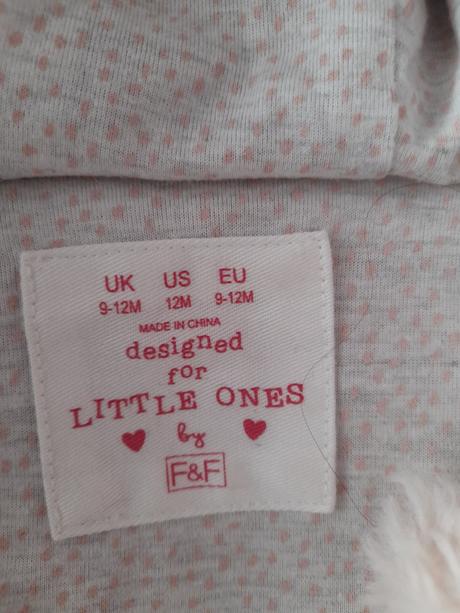 UK US EU
9-12M 12M 9-12M
MADE IN CHINA
designed
for
LITTLE ONES
by
F&F